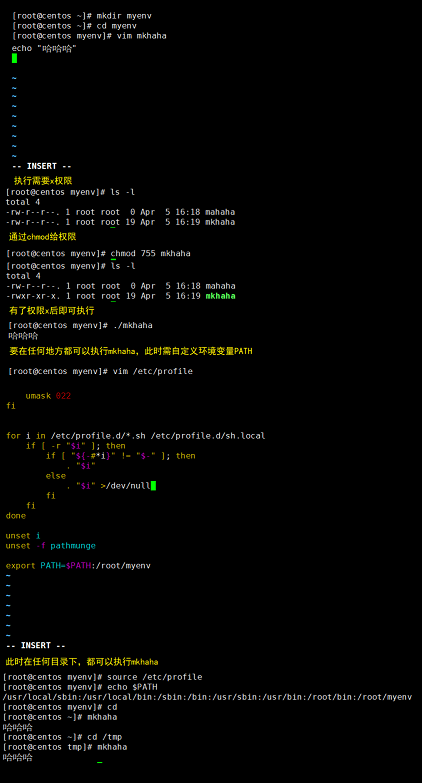 [root@centos ~]# mkdir myenv
[root@centos ~]# cd myenv
[root@centos myenv]# vim mkhaha
echo "哈哈哈"
~
~
~
~
~
~
~
~
~
-- INSERT --
执行需要x权限
[root@centos myenv]# ls -l
total 4
-rw-r--r--. 1 root root  0 Apr  5 16:18 mahaha
-rw-r--r--. 1 root root 19 Apr  5 16:19 mkhaha
通过chmod给权限
[root@centos myenv]# chmod 755 mkhaha
[root@centos myenv]# ls -l
total 4
-rw-r--r--. 1 root root  0 Apr  5 16:18 mahaha
-rwxr-xr-x. 1 root root 19 Apr  5 16:19 mkhaha
有了权限x后即可执行
[root@centos myenv]# ./mkhaha
哈哈哈
要在任何地方都可以执行mkhaha，此时需自定义环境变量PATH
[root@centos myenv]# vim /etc/profile
    umask 022
fi
for i in /etc/profile.d/*.sh /etc/profile.d/sh.local
    if [ -r "$i" ]; then
        if [ "${-#*i}" != "$-" ]; then
            . "$i"
        else
            . "$i" >/dev/null
        fi
    fi
done
unset i
unset -f pathmunge
export PATH=$PATH:/root/myenv
~
~
~
~
~
~
~
-- INSERT --
此时在任何目录下，都可以执行mkhaha
[root@centos myenv]# source /etc/profile
[root@centos myenv]# echo $PATH
/usr/local/sbin:/usr/local/bin:/sbin:/bin:/usr/sbin:/usr/bin:/root/bin:/root/myenv
[root@centos myenv]# cd
[root@centos ~]# mkhaha
哈哈哈
[root@centos ~]# cd /tmp
[root@centos tmp]# mkhaha
哈哈哈